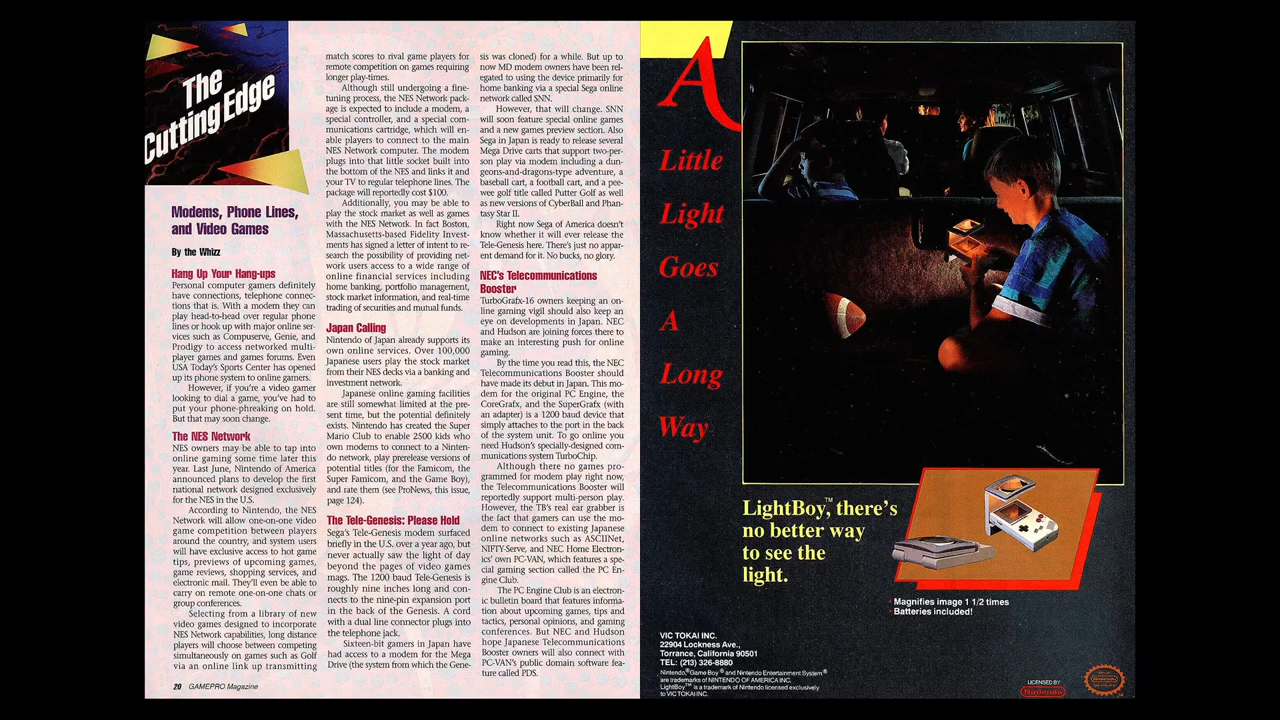 The
Cutting Edge
Modems, Phone Lines,
and Video Games
By the Whizz
Hang Up Your Hang-ups
Personal computer gamers definitely
have connections, telephone connec-
tions that is. With a modem they can
play head-to-head over regular phone
lines or hook up with major online ser-
vices such as Compuserve, Genie, and
Prodigy to access networked multi-
player games and games forums. Even
USA Today's Sports Center has opened
up its phone system to online gamers.
However, if you're a video gamer
looking to dial a game, you've had to
put your phone-phreaking on hold.
But that may soon change.
The NES Network
NES owners may be able to tap into
online gaming some time later this
year. Last June, Nintendo of America
announced plans to develop the first
national network designed exclusively
for the NES in the U.S.
According to Nintendo, the NES
Network will allow one-on-one video
game competition between players
around the country, and system users
will have exclusive access to hot game
tips, previews of upcoming games,
game reviews, shopping services, and
electronic mail. They'll even be able to
carry on remote one-on-one chats or
group conferences.
Selecting from a library of new
video games designed to incorporate
NES Network capabilities, long distance
players will choose between competing
simultaneously on games such as Golf
via an online link up transmitting
20 GAMEPRO Magazine
match scores to rival game players for
remote competition on games requiring
longer play-times.
Although still undergoing a fine-
tuning process, the NES Network pack-
age is expected to include a modem, a
special controller, and a special com-
munications cartridge, which will en-
able players to connect to the main
NES Network computer. The modem
plugs into that little socket built into
the bottom of the NES and links it and
your TV to regular telephone lines. The
package will reportedly cost $100.
Additionally, you may be able to
play the stock market as well as games
with the NES Network. In fact Boston,
Massachusetts-based Fidelity Invest-
ments has signed a letter of intent to re-
search the possibility of providing net-
work users access to a wide range of
online financial services including
home banking, portfolio management,
stock market information, and real-time
trading of securities and mutual funds.
Japan Calling
Nintendo of Japan already supports its
own online services. Over 100,000
Japanese users play the stock market
from their NES decks via a banking and
investment network.
Japanese online gaming facilities
are still somewhat limited at the pre-
sent time, but the potential definitely
exists. Nintendo has created the Super
Mario Club to enable 2500 kids who
own modems to connect to a Ninten-
do network, play prerelease versions of
potential titles (for the Famicom, the
Super Famicom, and the Game Boy),
and rate them (see ProNews, this issue,
page 124).
The Tele-Genesis: Please Hold
Sega's Tele-Genesis modem surfaced
briefly in the U.S. over a year ago, but
never actually saw the light of day
beyond the pages of video games
mags. The 1200 baud Tele-Genesis is
roughly nine inches long and con-
nects to the nine-pin expansion port
in the back of the Genesis. A cord
with a dual line connector plugs into
the telephone jack.
Sixteen-bit gamers in Japan have
had access to a modem for the Mega
Drive (the system from which the Gene-
sis was cloned) for a while. But up to
now MD modem owners have been rel-
egated to using the device primarily for
home banking via a special Sega online
network called SNN.
However, that will change. SNN
will soon feature special online games
and a new games preview section. Also
Sega in Japan is ready to release several
Mega Drive carts that support two-per-
son play via modem including a dun-
geons-and-dragons-type adventure, a
baseball cart, a football cart, and a pee-
wee golf title called Putter Golf as well
as new versions of CyberBall and Phan-
tasy Star II.
Right now Sega of America doesn't
know whether it will ever release the
Tele-Genesis here. There's just no appar-
ent demand for it. No bucks, no glory.
NEC's Telecommunications
Booster
TurboGrafx-16 owners keeping an on-
line gaming vigil should also keep an
eye on developments in Japan. NEC
and Hudson are joining forces there to
make an interesting push for online
gaming.
By the time you read this, the NEC
Telecommunications Booster should
have made its debut in Japan. This mo-
dem for the original PC Engine, the
CoreGrafx, and the SuperGrafx (with
an adapter) is a 1200 baud device that
simply attaches to the port in the back
of the system unit. To go online you
need Hudson's specially-designed com-
munications system TurboChip.
Although there no games pro-
grammed for modem play right now,
the Telecommunications Booster will
reportedly support multi-person play.
However, the TB's real ear grabber is
the fact that gamers can use the mo-
dem to connect to existing Japanese
online networks such as ASCIINet,
NIFTY-Serve, and NEC Home Electron-
ics' own PC-VAN, which features a spe-
cial gaming section called the PC En-
gine Club.
The PC Engine Club is an electron-
ic bulletin board that features informa-
tion about upcoming games, tips and
tactics, personal opinions, and gaming
conferences. But NEC and Hudson
hope Japanese Telecommunications
Booster owners will also connect with
PC-VAN's public domain software fea-
ture called PDS.
A
Little
Light
Goes
A
Long
Way
LightBoy,™ there's
no better way
to see the
light.
· Magnifies image 1 1/2 times
· Batteries included!
VIC TOKAI INC.
22904 Lockness Ave.,
Torrance, California 90501
TEL: (213) 326-8880
Nintendo,® Game Boy® and Nintendo Entertainment System®
are trademarks of NINTENDO OF AMERICA INC.
LightBoy™ is a trademark of Nintendo licensed exclusively
to VIC TOKAI INC.
LICENSED BY
Nintendo